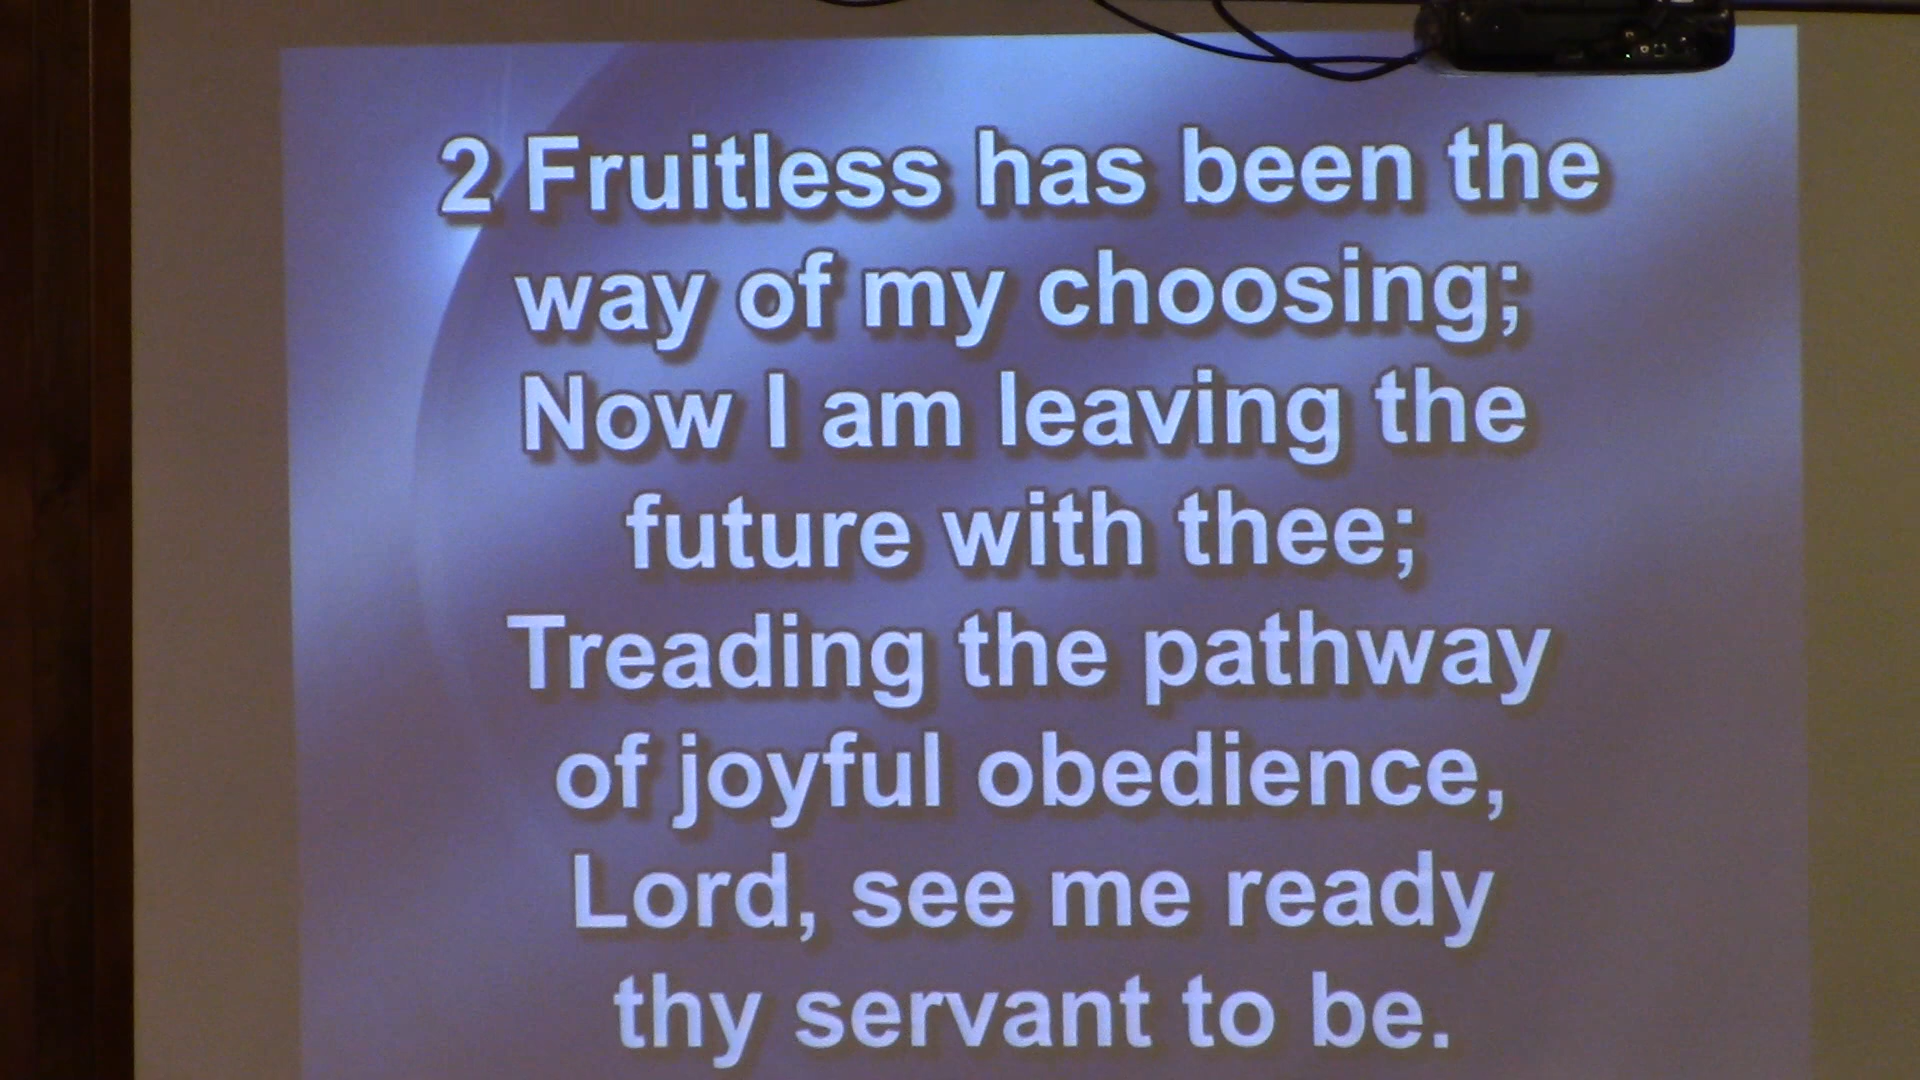 2 Fruitless has been the
way of my choosing;
Now I am leaving the
future with thee;
Treading the pathway
of joyful obedience,
Lord, see me ready
thy servant to be.